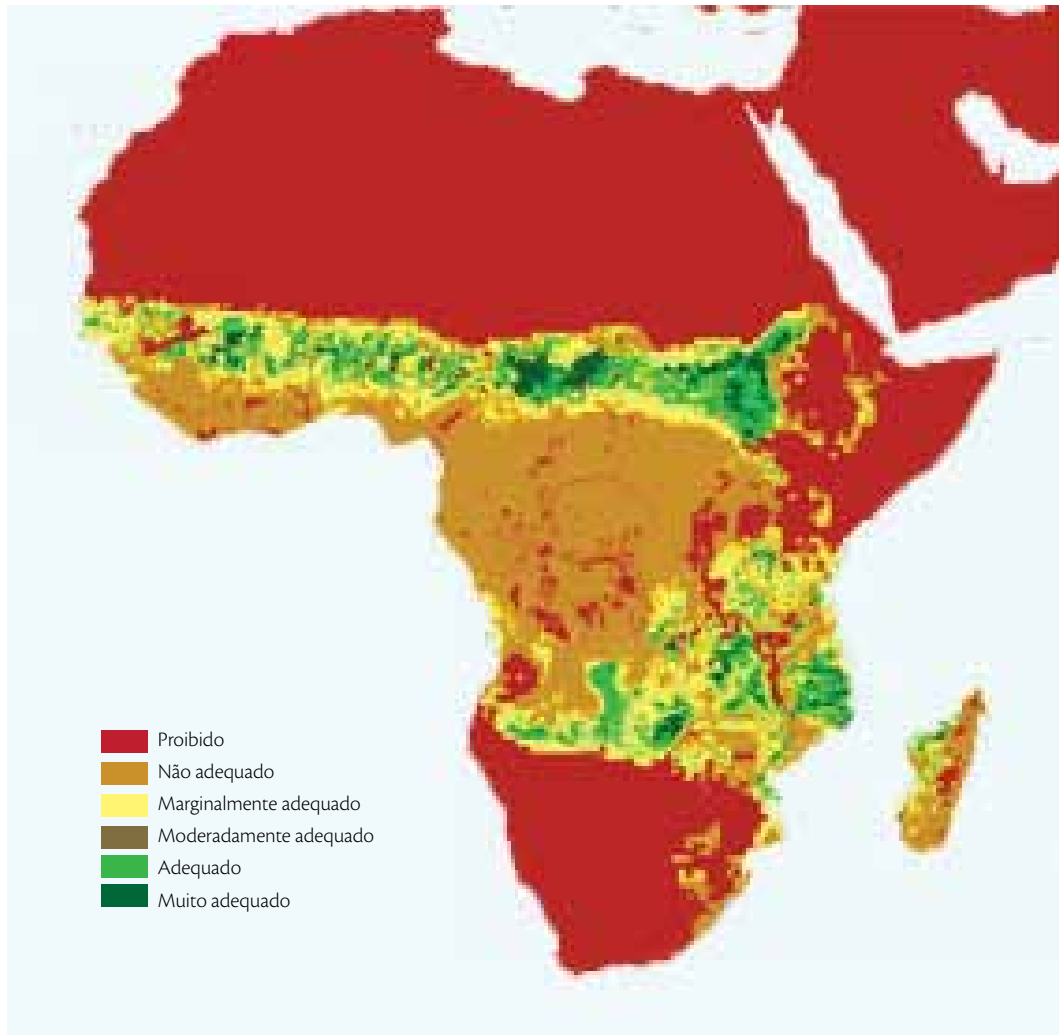 Proibido
Não adequado
Marginalmente adequado
Moderadamente adequado
Adequado
Muito adequado